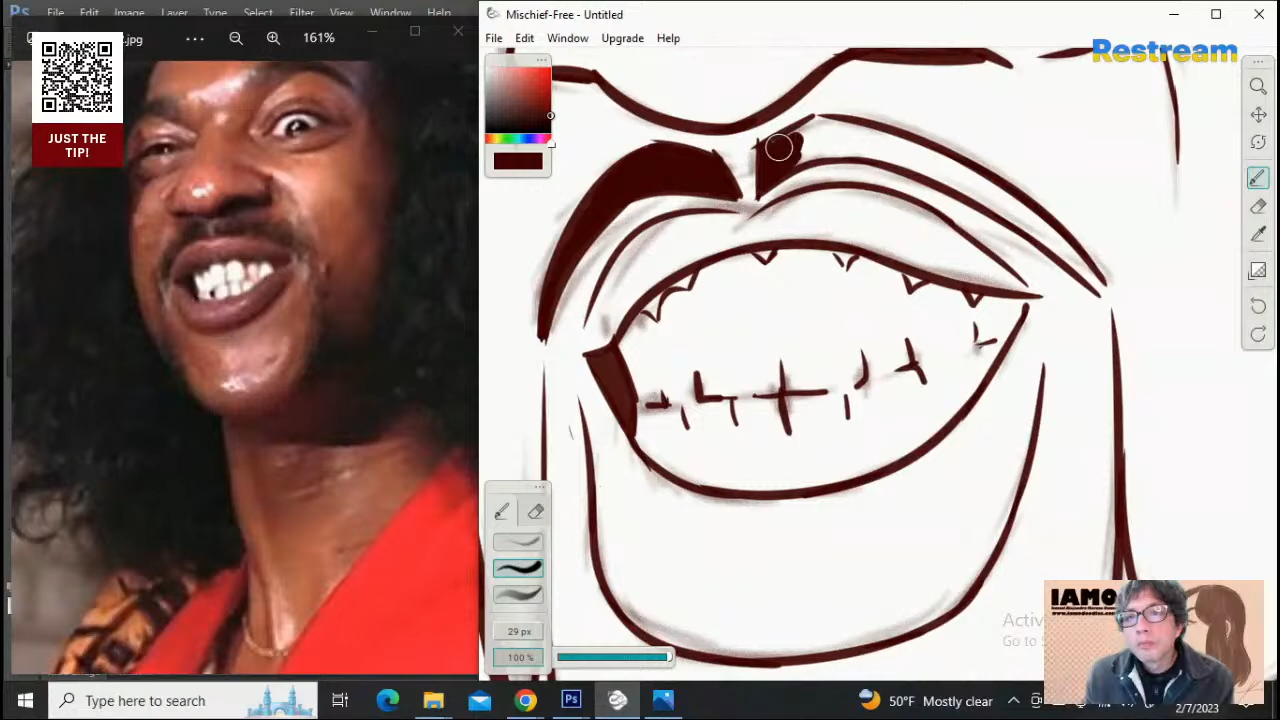 Ps File Edit Image Layer Type Select Filter View Window Help
.jpg
161%
JUST THE
TIP!
Mischief-Free - Untitled
File Edit Window Upgrade Help
Restream
29 px
100 %
IAMO
Type here to search
Ps
50°F Mostly clear
2/7/2023